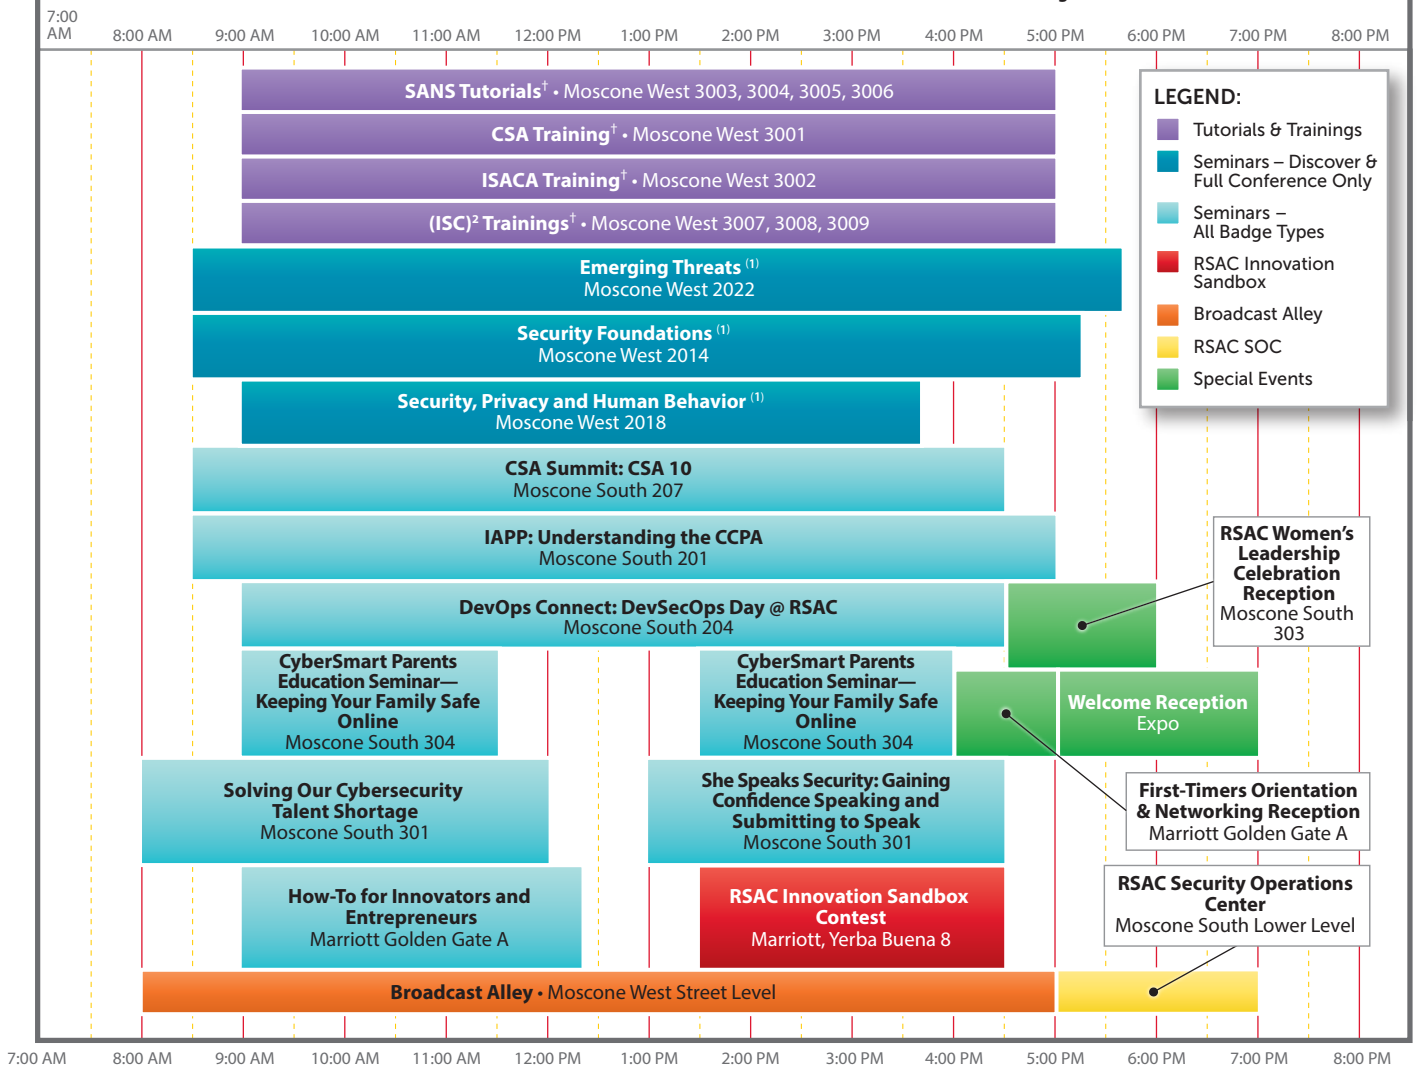 7:00
AM
8:00 AM 9:00 AM 10:00 AM 11:00 AM 12:00 PM 1:00 PM 2:00 PM 3:00 PM 4:00 PM 5:00 PM 6:00 PM 7:00 PM 8:00 PM
SANS Tutorials† • Moscone West 3003, 3004, 3005, 3006
CSA Training† • Moscone West 3001
ISACA Training† • Moscone West 3002
(ISC)² Trainings† • Moscone West 3007, 3008, 3009
Emerging Threats (1)
Moscone West 2022
Security Foundations (1)
Moscone West 2014
Security, Privacy and Human Behavior (1)
Moscone West 2018
LEGEND:
Tutorials & Trainings
Seminars – Discover &
Full Conference Only
Seminars –
All Badge Types
RSAC Innovation
Sandbox
Broadcast Alley
RSAC SOC
Special Events
CSA Summit: CSA 10
Moscone South 207
IAPP: Understanding the CCPA
Moscone South 201
RSAC Women's
Leadership
Celebration
Reception
Moscone South
303
DevOps Connect: DevSecOps Day @ RSAC
Moscone South 204
CyberSmart Parents
Education Seminar—
Keeping Your Family Safe
Online
Moscone South 304
CyberSmart Parents
Education Seminar—
Keeping Your Family Safe
Online
Moscone South 304
Welcome Reception
Expo
Solving Our Cybersecurity
Talent Shortage
Moscone South 301
She Speaks Security: Gaining
Confidence Speaking and
Submitting to Speak
Moscone South 301
First-Timers Orientation
& Networking Reception
Marriott Golden Gate A
How-To for Innovators and
Entrepreneurs
Marriott Golden Gate A
RSAC Innovation Sandbox
Contest
Marriott, Yerba Buena 8
RSAC Security Operations
Center
Moscone South Lower Level
Broadcast Alley • Moscone West Street Level
7:00 AM 8:00 AM 9:00 AM 10:00 AM 11:00 AM 12:00 PM 1:00 PM 2:00 PM 3:00 PM 4:00 PM 5:00 PM 6:00 PM 7:00 PM 8:00 PM